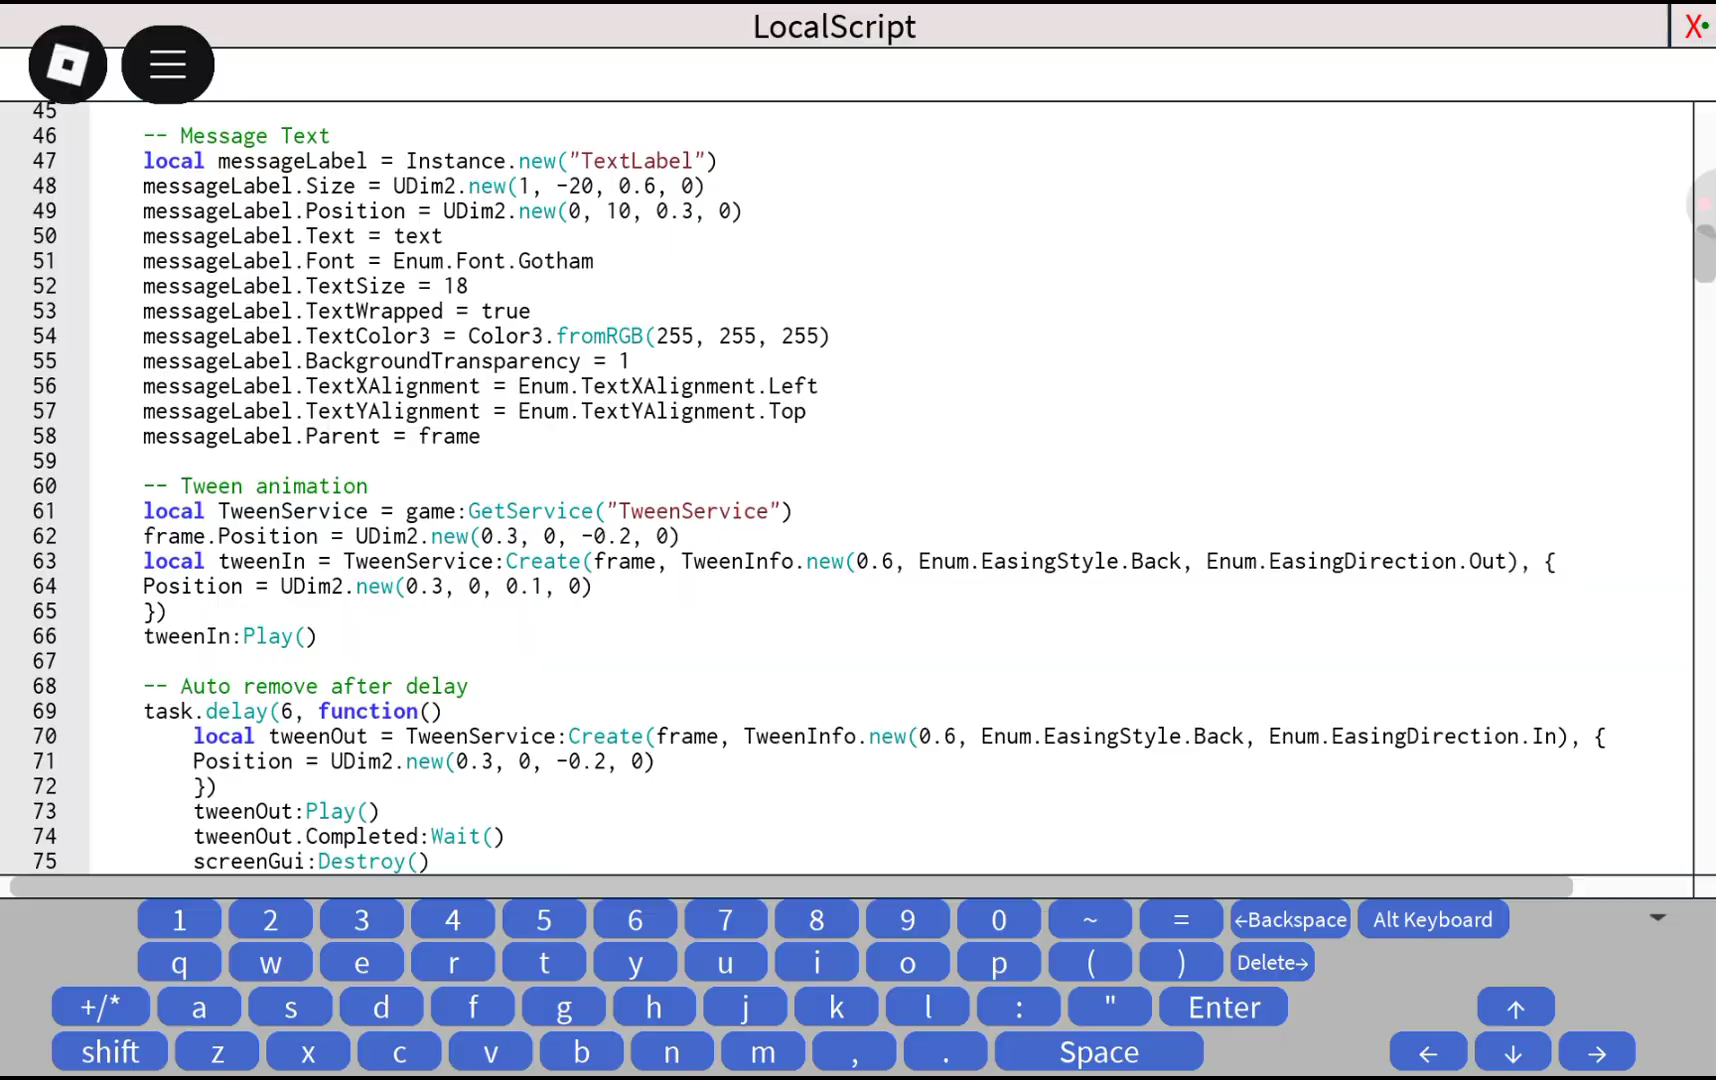 LocalScript
X
45
46 -- Message Text
47 local messageLabel = Instance.new("TextLabel")
48 messageLabel.Size = UDim2.new(1, -20, 0.6, 0)
49 messageLabel.Position = UDim2.new(0, 10, 0.3, 0)
50 messageLabel.Text = text
51 messageLabel.Font = Enum.Font.Gotham
52 messageLabel.TextSize = 18
53 messageLabel.TextWrapped = true
54 messageLabel.TextColor3 = Color3.fromRGB(255, 255, 255)
55 messageLabel.BackgroundTransparency = 1
56 messageLabel.TextXAlignment = Enum.TextXAlignment.Left
57 messageLabel.TextYAlignment = Enum.TextYAlignment.Top
58 messageLabel.Parent = frame
59
60 -- Tween animation
61 local TweenService = game:GetService("TweenService")
62 frame.Position = UDim2.new(0.3, 0, -0.2, 0)
63 local tweenIn = TweenService:Create(frame, TweenInfo.new(0.6, Enum.EasingStyle.Back, Enum.EasingDirection.Out), {
64 Position = UDim2.new(0.3, 0, 0.1, 0)
65 })
66 tweenIn:Play()
67
68 -- Auto remove after delay
69 task.delay(6, function()
70 local tweenOut = TweenService:Create(frame, TweenInfo.new(0.6, Enum.EasingStyle.Back, Enum.EasingDirection.In), {
71 Position = UDim2.new(0.3, 0, -0.2, 0)
72 })
73 tweenOut:Play()
74 tweenOut.Completed:Wait()
75 screenGui:Destroy()
1 2 3 4 5 6 7 8 9 0 ~ = ←Backspace Alt Keyboard
q w e r t y u i o p ( ) Delete→
+/* a s d f g h j k l : " Enter ↑
shift z x c v b n m , . Space ← ↓ →